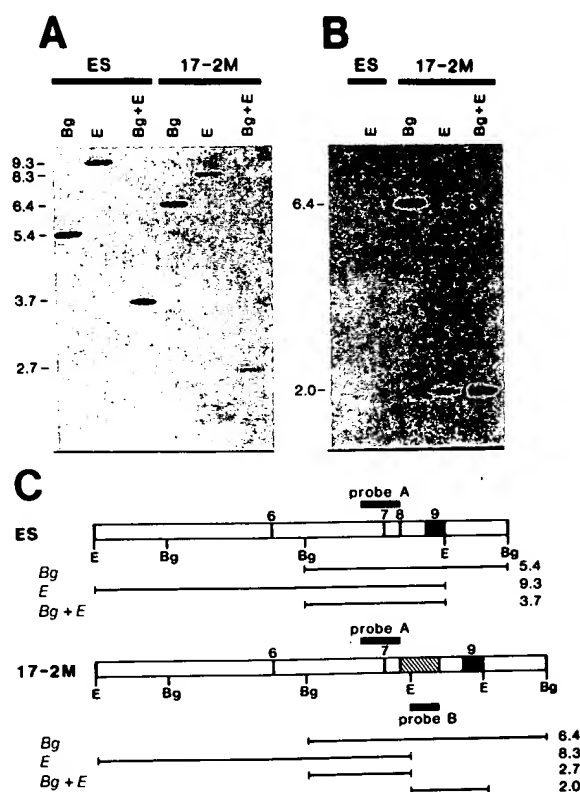 A
B
ES
17-2M
ES
17-2M
Bg
E
Bg+E
Bg
E
Bg+E
E
Bg
E
Bg+E
9.3
8.3
6.4
5.4
3.7
2.7
6.4
2.0
C
probe A
6 7 8 9
ES
E Bg Bg E Bg
Bg 5.4
E 9.3
Bg + E 3.7
probe A
6 7 9
17-2M
E Bg Bg E E Bg
probe B
Bg 6.4
E 8.3
Bg + E 2.7
2.0